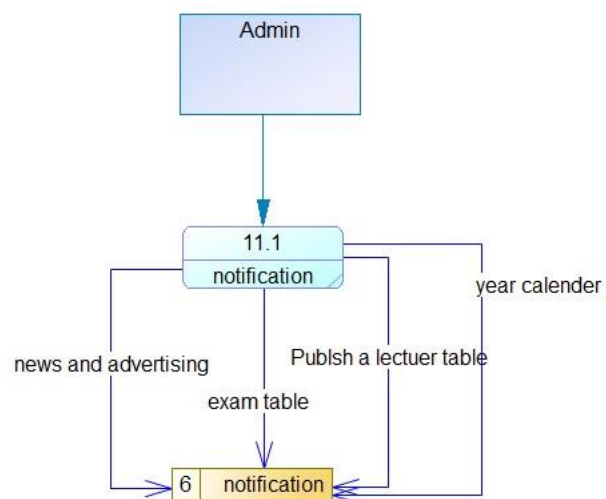 Admin
11.1
notification
year calender
Publsh a lectuer table
news and advertising
exam table
6 notification